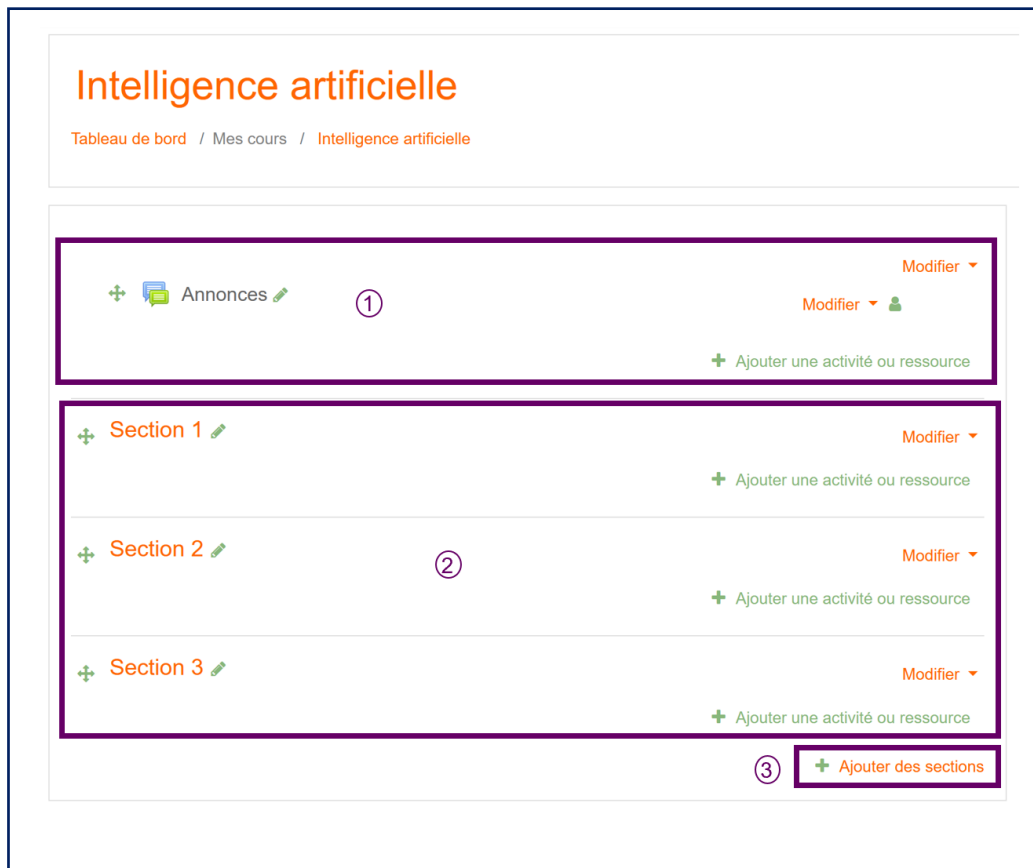 Intelligence artificielle
Tableau de bord / Mes cours / Intelligence artificielle
Modifier
Annonces
①
Modifier
Ajouter une activité ou ressource
Section 1
Modifier
Ajouter une activité ou ressource
Section 2
②
Modifier
Ajouter une activité ou ressource
Section 3
Modifier
Ajouter une activité ou ressource
③
Ajouter des sections